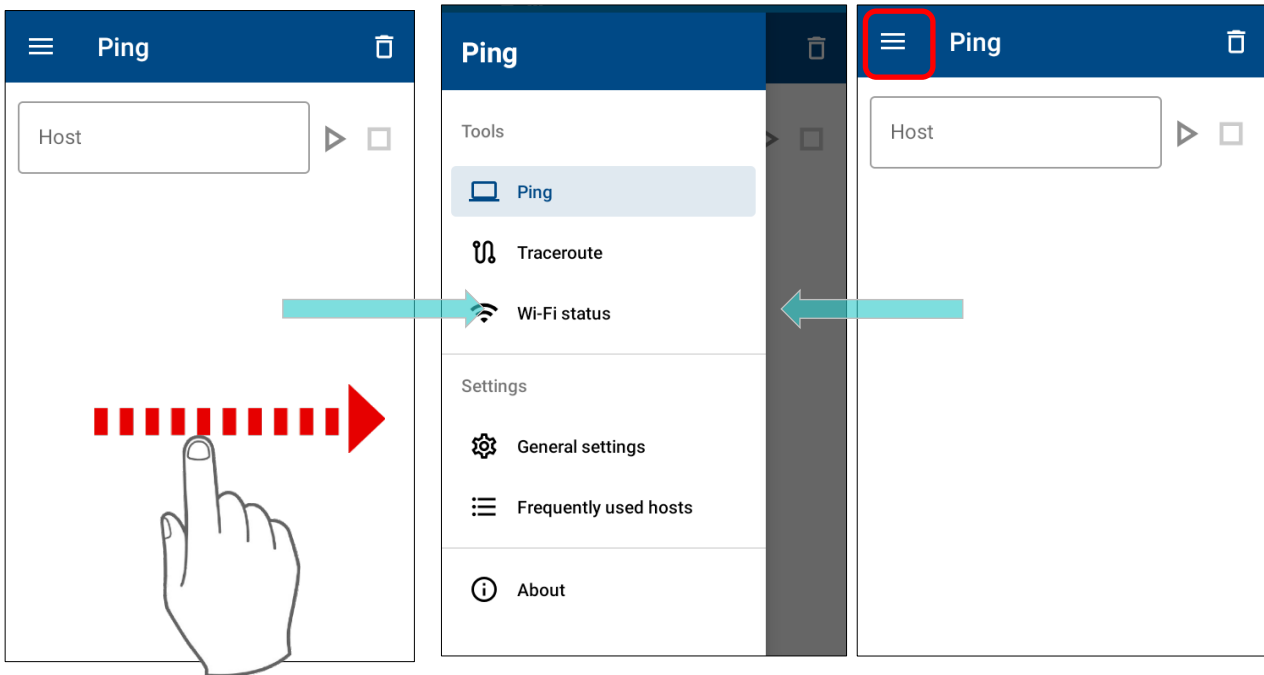 Ping
Host
Ping
Tools
Ping
Traceroute
Wi-Fi status
Settings
General settings
Frequently used hosts
About
Ping
Host